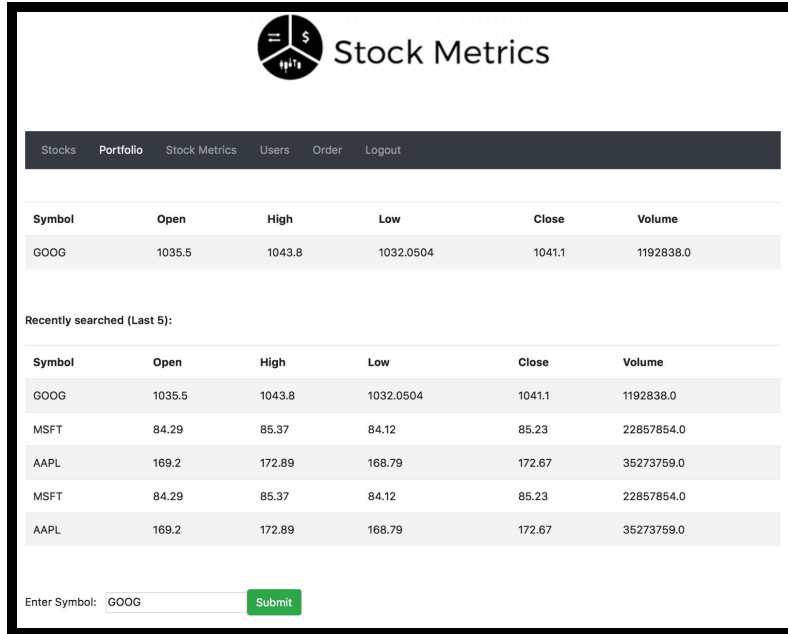 $
Stock Metrics
Stocks Portfolio Stock Metrics Users Order Logout
Symbol Open High Low Close Volume
GOOG 1035.5 1043.8 1032.0504 1041.1 1192838.0
Recently searched (Last 5):
Symbol Open High Low Close Volume
GOOG 1035.5 1043.8 1032.0504 1041.1 1192838.0
MSFT 84.29 85.37 84.12 85.23 22857854.0
AAPL 169.2 172.89 168.79 172.67 35273759.0
MSFT 84.29 85.37 84.12 85.23 22857854.0
AAPL 169.2 172.89 168.79 172.67 35273759.0
Enter Symbol: GOOG Submit